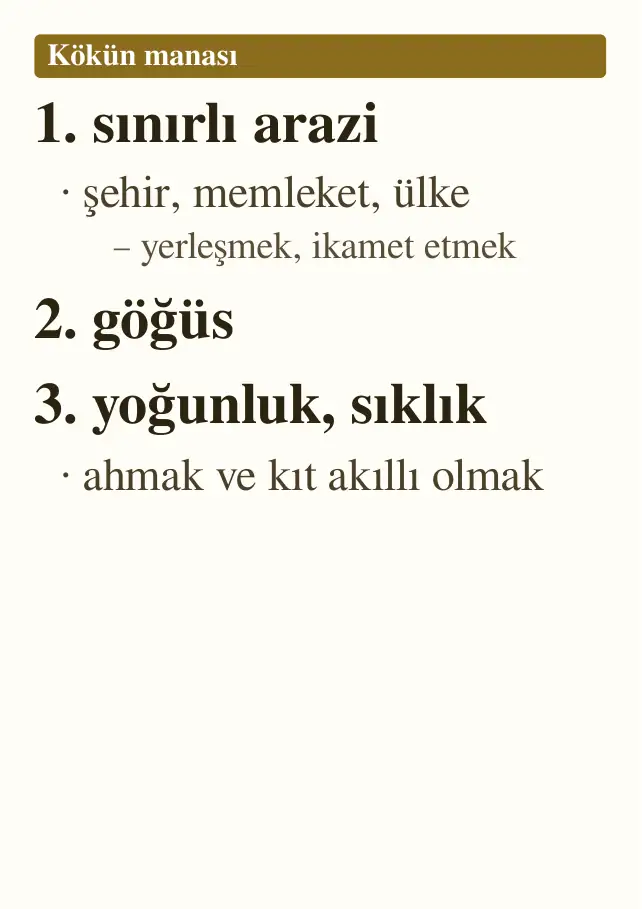 Kökün manası
1. sınırlı arazi
· şehir, memleket, ülke
– yerleşmek, ikamet etmek
2. göğüs
3. yoğunluk, sıklık
· ahmak ve kıt akıllı olmak